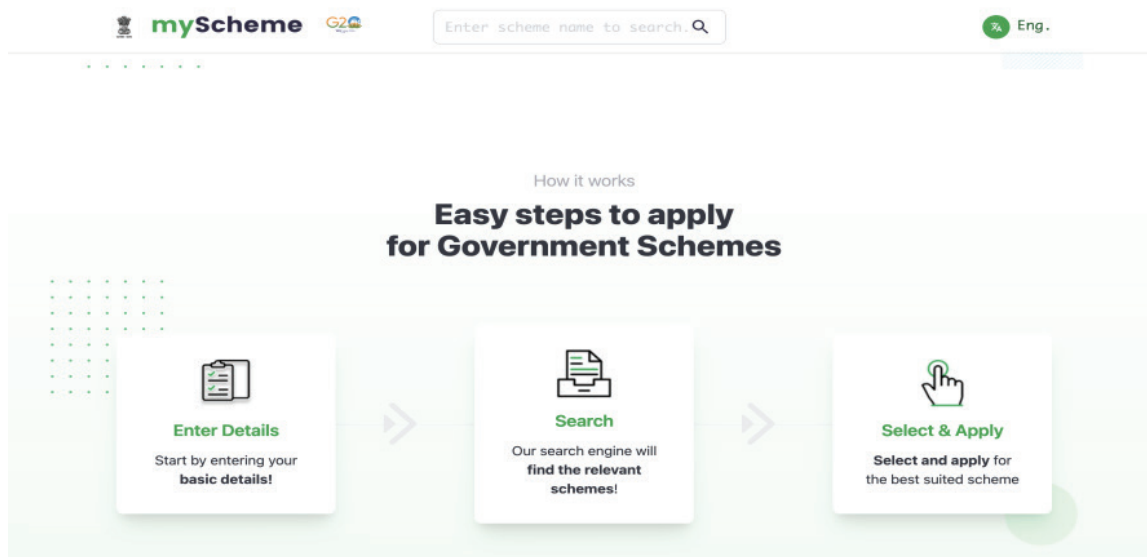 myScheme
G20
Enter scheme name to search.
Eng.
How it works
Easy steps to apply
for Government Schemes
Enter Details
Start by entering your
basic details!
Search
Our search engine will
find the relevant
schemes!
Select & Apply
Select and apply for
the best suited scheme